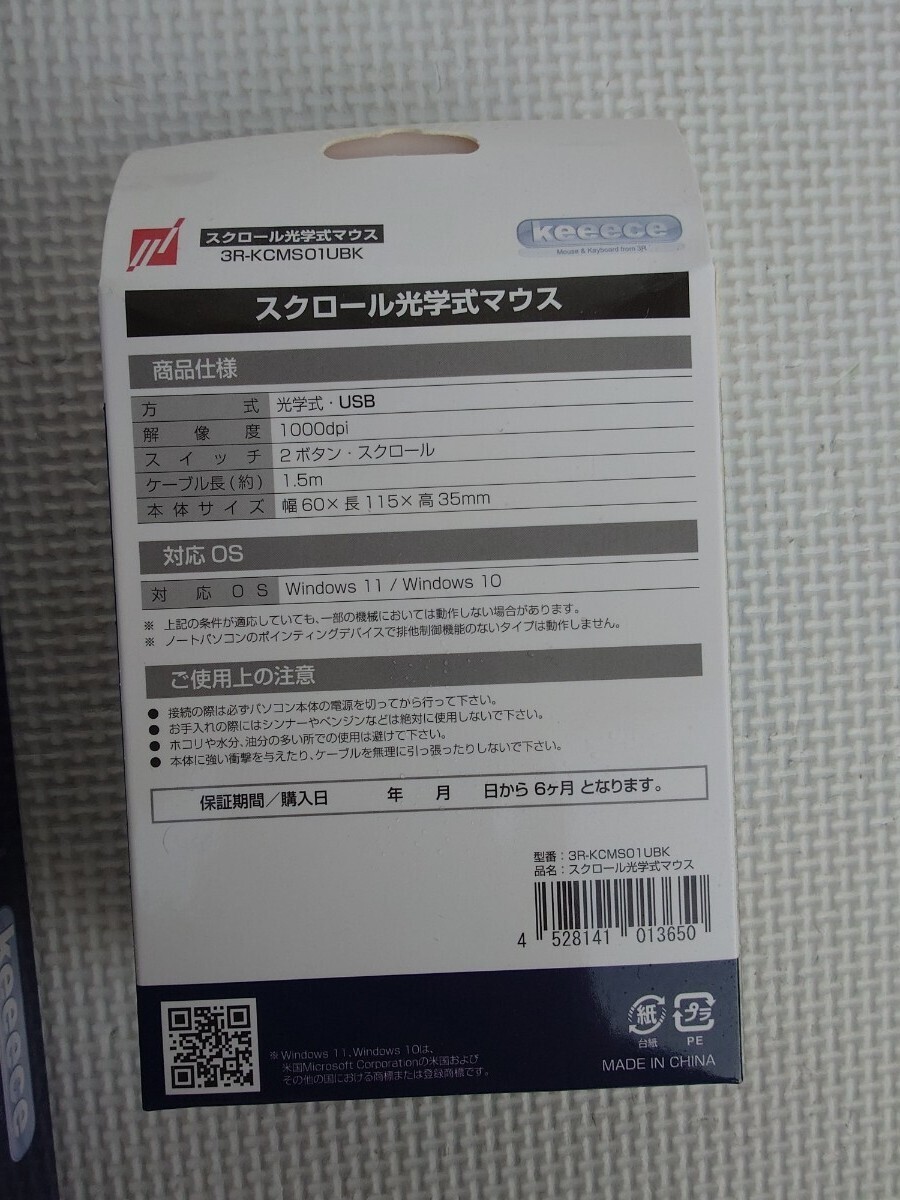 スクロール光学式マウス
3R-KCMS01UBK
keeece
Mouse & Keyboard from 3R
スクロール光学式マウス
商品仕様
方式 光学式・USB
解像度 1000dpi
スイッチ 2ボタン・スクロール
ケーブル長(約) 1.5m
本体サイズ 幅60×長115×高35mm
対応OS
対応OS Windows 11 / Windows 10
※ 上記の条件が適応していても、一部の機械においては動作しない場合があります。
※ ノートパソコンのポインティングデバイスで排他制御機能のないタイプは動作しません。
ご使用上の注意
● 接続の際は必ずパソコン本体の電源を切ってから行って下さい。
● お手入れの際にはシンナーやベンジンなどは絶対に使用しないで下さい。
● ホコリや水分、油分の多い所での使用は避けて下さい。
● 本体に強い衝撃を与えたり、ケーブルを無理に引っ張ったりしないで下さい。
保証期間／購入日 年 月 日から 6ヶ月 となります。
型番：3R-KCMS01UBK
品名：スクロール光学式マウス
4 528141 013650
※Windows 11、Windows 10は、
米国Microsoft Corporationの米国および
その他の国における商標または登録商標です。
紙
台紙
プラ
PE
MADE IN CHINA
keeece